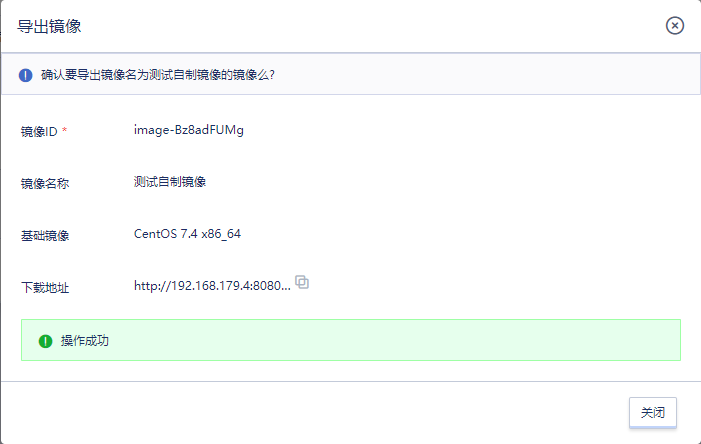 导出镜像
确认要导出镜像名为测试自制镜像的镜像么?
镜像ID * image-Bz8adFUMg
镜像名称 测试自制镜像
基础镜像 CentOS 7.4 x86_64
下载地址 http://192.168.179.4:8080...
操作成功
关闭